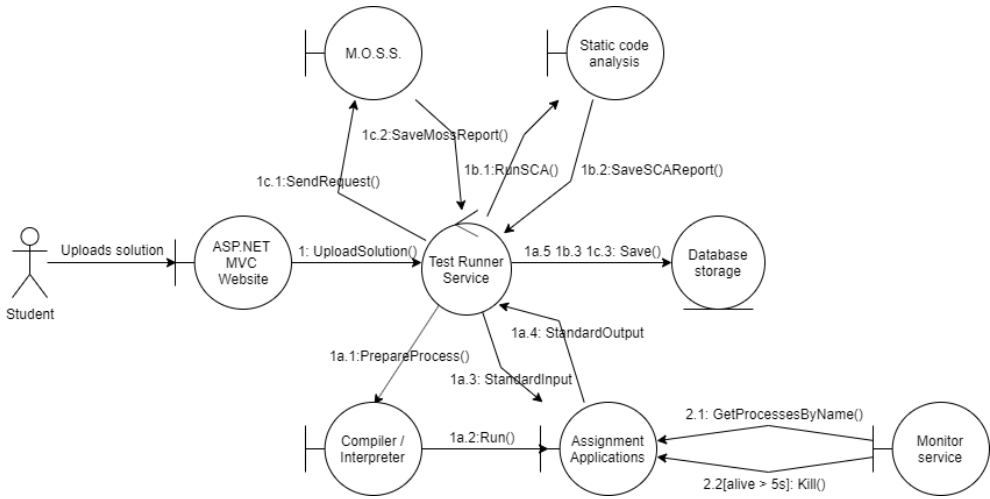 M.O.S.S.
Static code
analysis
1c.2:SaveMossReport()
1b.1:RunSCA()
1b.2:SaveSCAReport()
1c.1:SendRequest()
Uploads solution
ASP.NET
MVC
Website
1: UploadSolution()
Test Runner
Service
1a.5 1b.3 1c.3: Save()
Database
storage
Student
1a.4: StandardOutput
1a.1:PrepareProcess()
1a.3: StandardInput
Compiler /
Interpreter
1a.2:Run()
Assignment
Applications
2.1: GetProcessesByName()
Monitor
service
2.2[alive > 5s]: Kill()